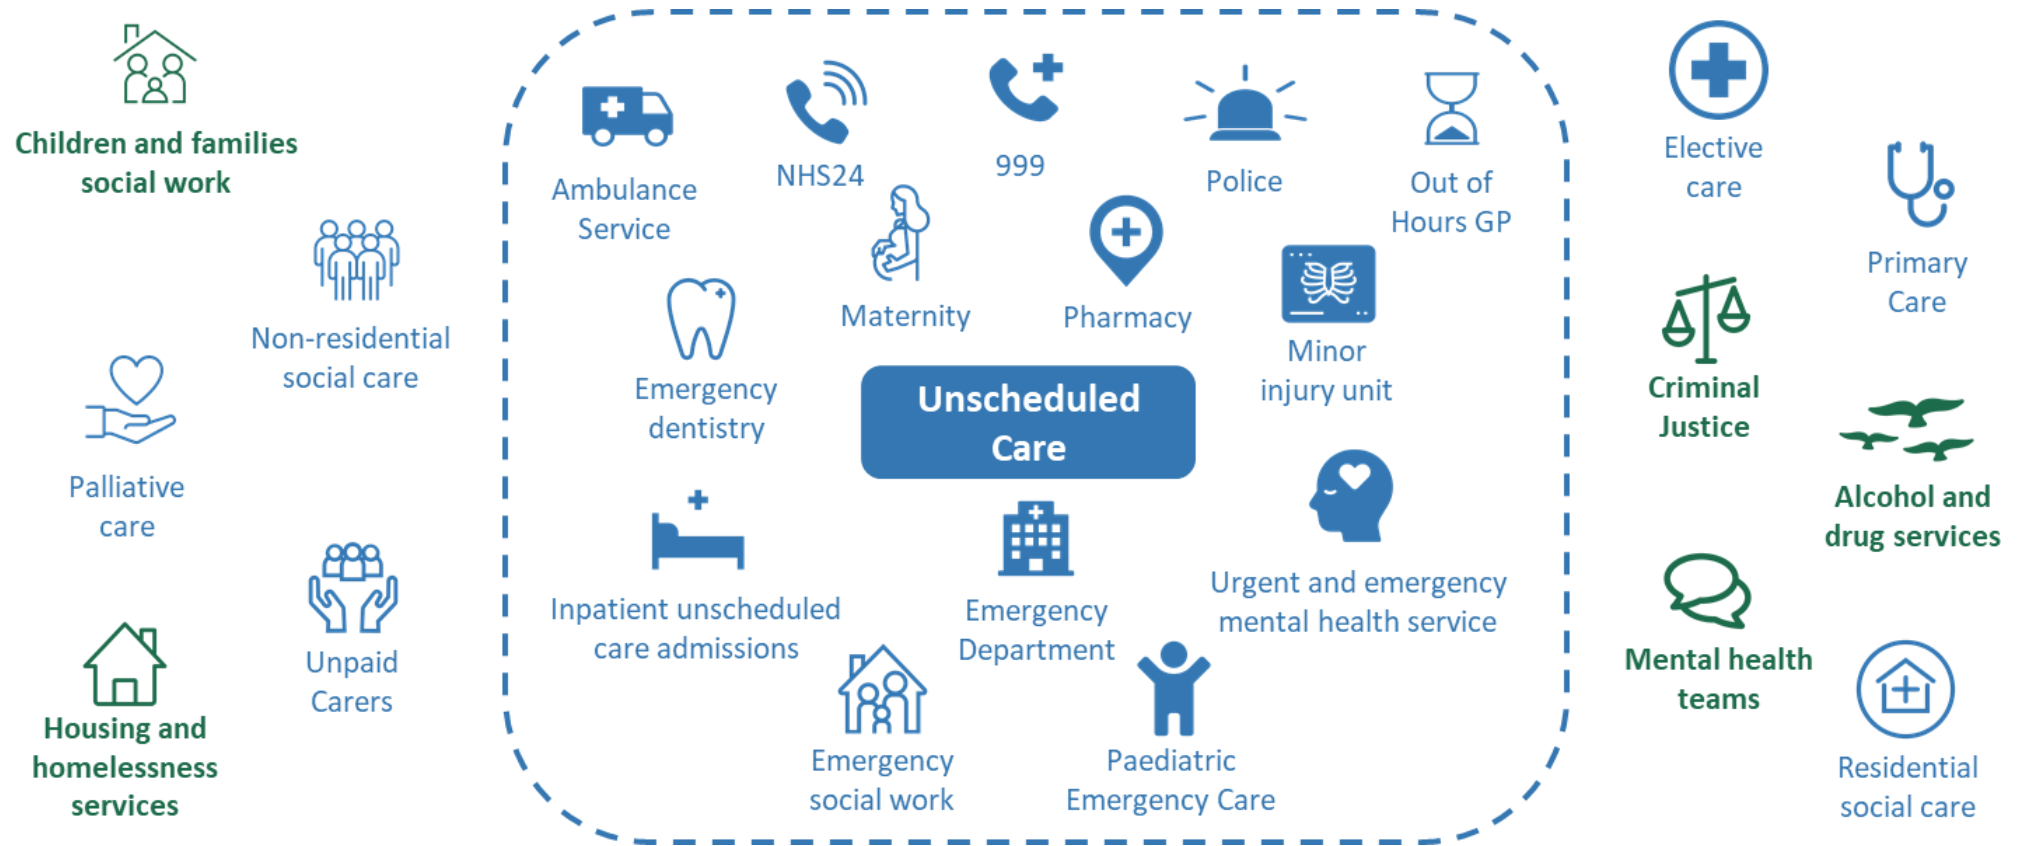 Children and families
social work
Non-residential
social care
Palliative
care
Unpaid
Carers
Housing and
homelessness
services
Ambulance
Service
NHS24
999
Police
Out of
Hours GP
Maternity
Pharmacy
Emergency
dentistry
Minor
injury unit
Unscheduled
Care
Inpatient unscheduled
care admissions
Emergency
Department
Urgent and emergency
mental health service
Emergency
social work
Paediatric
Emergency Care
Elective
care
Primary
Care
Criminal
Justice
Alcohol and
drug services
Mental health
teams
Residential
social care